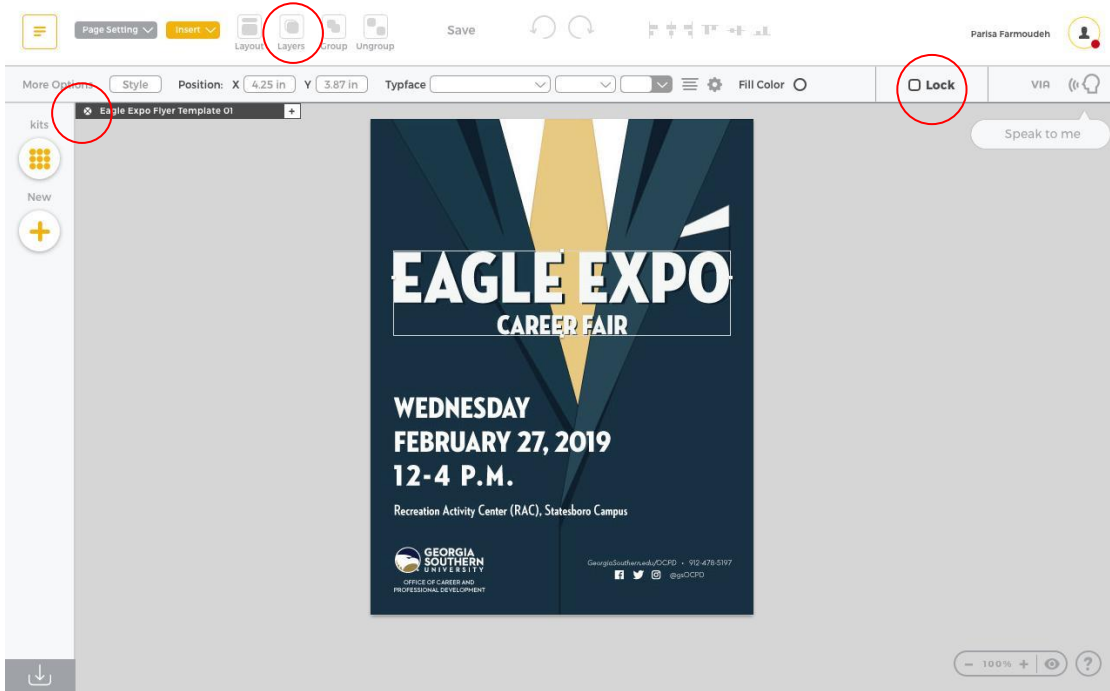 Page Setting
Insert
Layout
Layers
Group
Ungroup
Save
Parisa Farmoudeh
More Options
Style
Position: X 4.25 in Y 3.87 in
Typface
Fill Color
Lock
VIA
Speak to me
Eagle Expo Flyer Template 01
+
kits
New
EAGLE EXPO
CAREER FAIR
WEDNESDAY
FEBRUARY 27, 2019
12-4 P.M.
Recreation Activity Center (RAC), Statesboro Campus
GEORGIA
SOUTHERN
UNIVERSITY
OFFICE OF CAREER AND
PROFESSIONAL DEVELOPMENT
GeorgiaSouthern.edu/OCPD • 912-478-5197
@gsOCPD
- 100% +
?